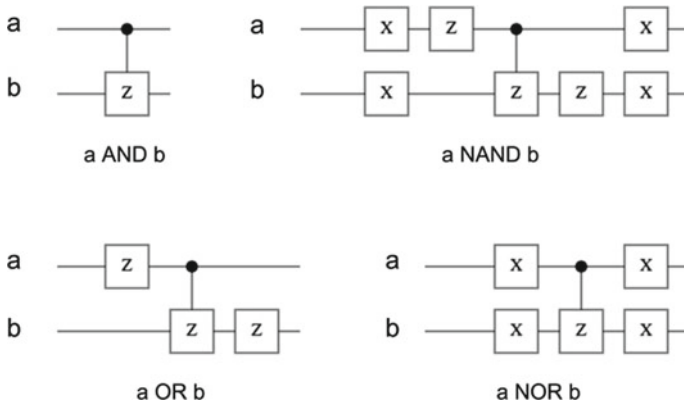 a X Z X
b Z X Z Z X
a AND b a NAND b
a Z a X X
b Z Z b X Z X
a OR b a NOR b